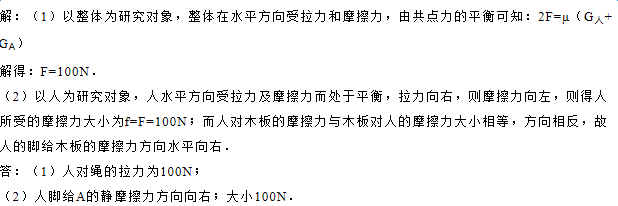 解：（1）以整体为研究对象，整体在水平方向受拉力和摩擦力，由共点力的平衡可知：2F=μ（G人+
GA）
解得：F=100N．
（2）以人为研究对象，人水平方向受拉力及摩擦力而处于平衡，拉力向右，则摩擦力向左，则得人
所受的摩擦力大小为f=F=100N；而人对木板的摩擦力与木板对人的摩擦力大小相等，方向相反，故
人的脚给木板的摩擦力方向水平向右．
答：（1）人对绳的拉力为100N；
（2）人脚给A的静摩擦力方向向右；大小100N．